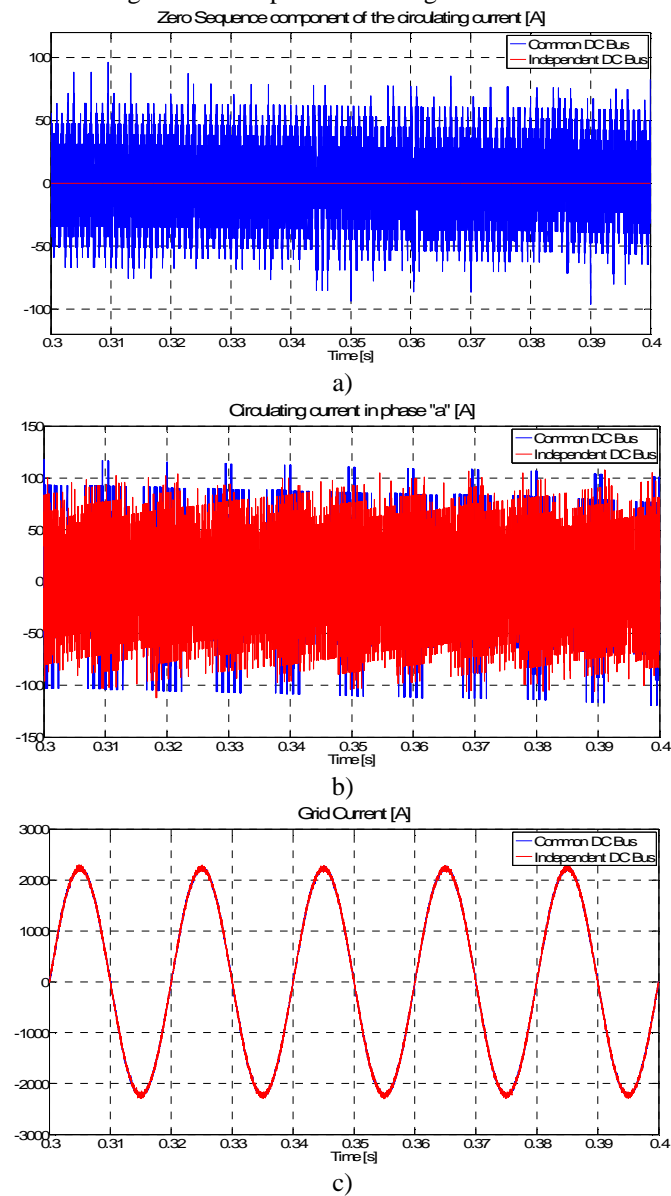 Zero Sequence component of the circulating current [A]
Common DC Bus
Independent DC Bus
100
50
0
-50
-100
0.3 0.31 0.32 0.33 0.34 0.35 0.36 0.37 0.38 0.39 0.4
Time [s]
a)
Circulating current in phase "a" [A]
Common DC Bus
Independent DC Bus
150
100
50
0
-50
-100
-150
0.3 0.31 0.32 0.33 0.34 0.35 0.36 0.37 0.38 0.39 0.4
Time [s]
b)
Grid Current [A]
Common DC Bus
Independent DC Bus
3000
2000
1000
0
-1000
-2000
-3000
0.3 0.31 0.32 0.33 0.34 0.35 0.36 0.37 0.38 0.39 0.4
Time [s]
c)